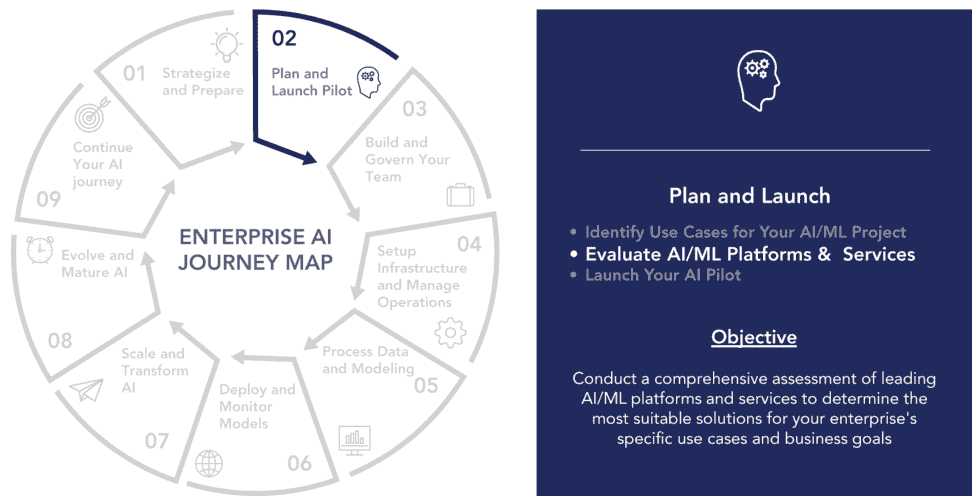 01
Strategize
and Prepare
02
Plan and
Launch Pilot
03
Build and
Govern Your
Team
04
Setup
Infrastructure
and Manage
Operations
Process Data
and Modeling
05
Deploy and
Monitor
Models
06
Scale and
Transform
AI
07
Evolve and
Mature AI
08
Continue
Your AI
journey
09
ENTERPRISE AI
JOURNEY MAP
Plan and Launch
• Identify Use Cases for Your AI/ML Project
• Evaluate AI/ML Platforms & Services
• Launch Your AI Pilot
Objective
Conduct a comprehensive assessment of leading
AI/ML platforms and services to determine the
most suitable solutions for your enterprise's
specific use cases and business goals